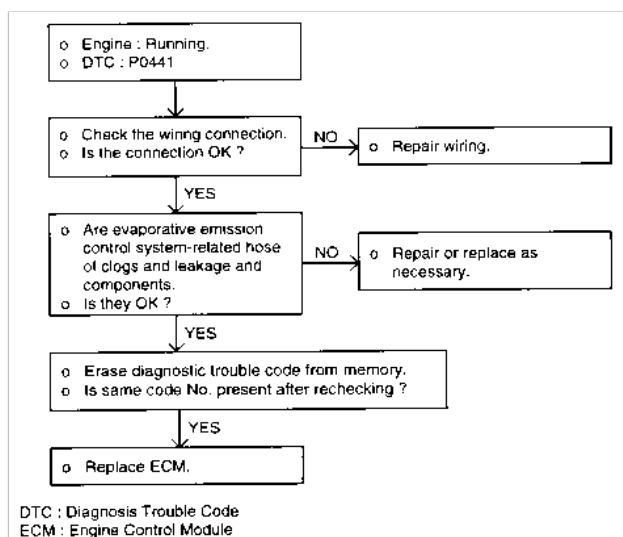 o Engine : Running.
o DTC : P0441
o Check the wiring connection.
o Is the connection OK ?
NO
o Repair wiring.
YES
o Are evaporative emission
control system-related hose
of clogs and leakage and
components.
o Is they OK ?
NO
o Repair or replace as
necessary.
YES
o Erase diagnostic trouble code from memory.
o Is same code No. present after rechecking ?
YES
o Replace ECM.
DTC : Diagnosis Trouble Code
ECM : Engine Control Module